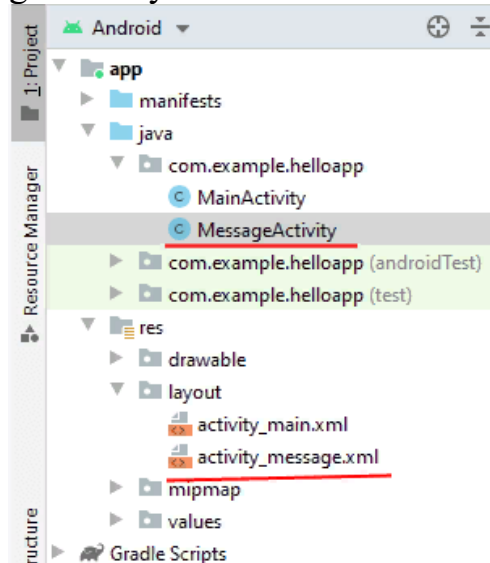 Android
1: Project
app
manifests
java
com.example.helloapp
C MainActivity
C MessageActivity
Resource Manager
com.example.helloapp (androidTest)
com.example.helloapp (test)
res
drawable
layout
activity_main.xml
activity_message.xml
mipmap
values
Gradle Scripts